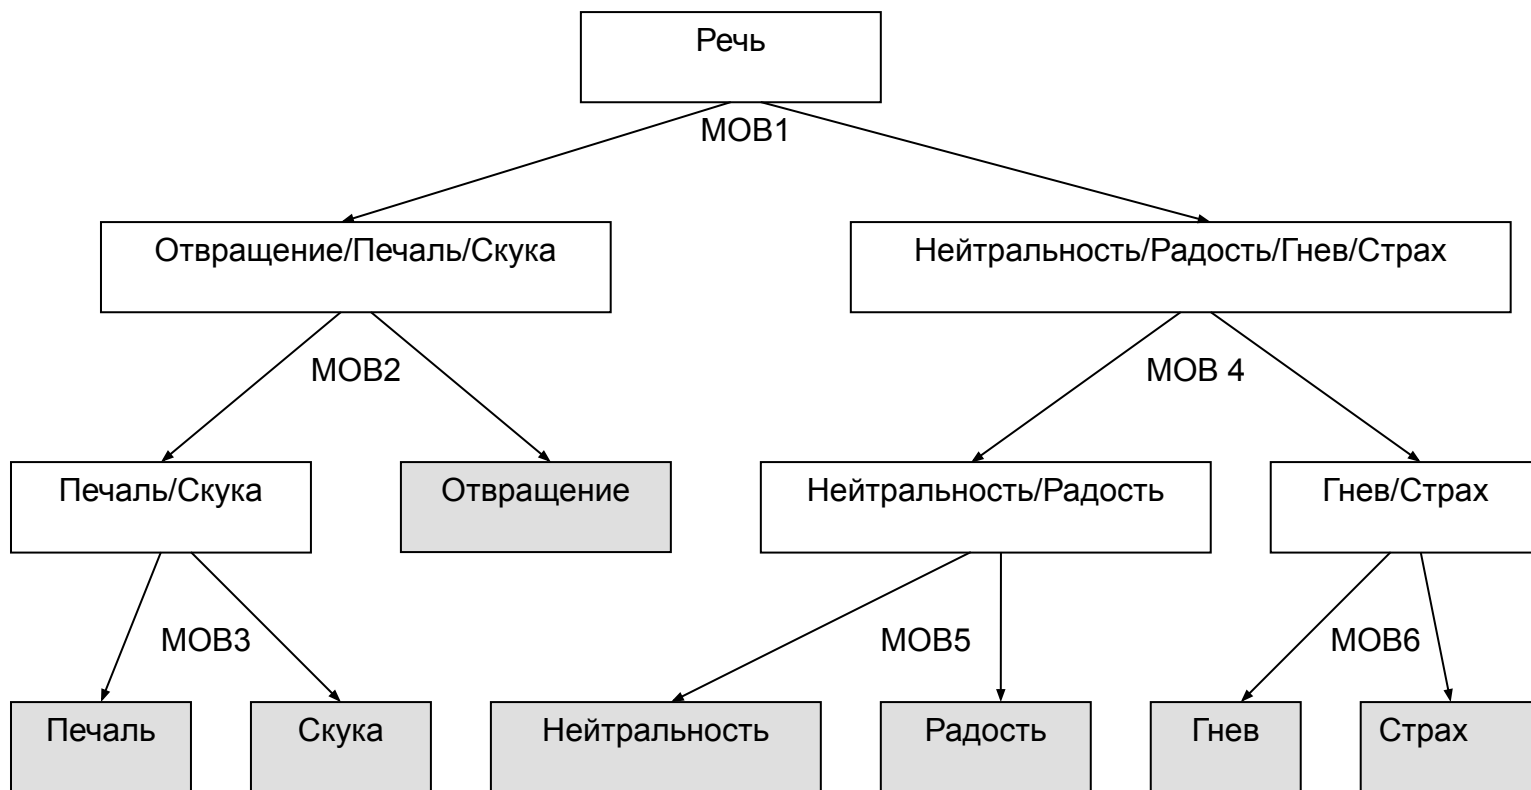 Речь
МОВ1
Отвращение/Печаль/Скука
Нейтральность/Радость/Гнев/Страх
МОВ2
МОВ 4
Печаль/Скука
Отвращение
Нейтральность/Радость
Гнев/Страх
МОВ3
МОВ5
МОВ6
Печаль
Скука
Нейтральность
Радость
Гнев
Страх